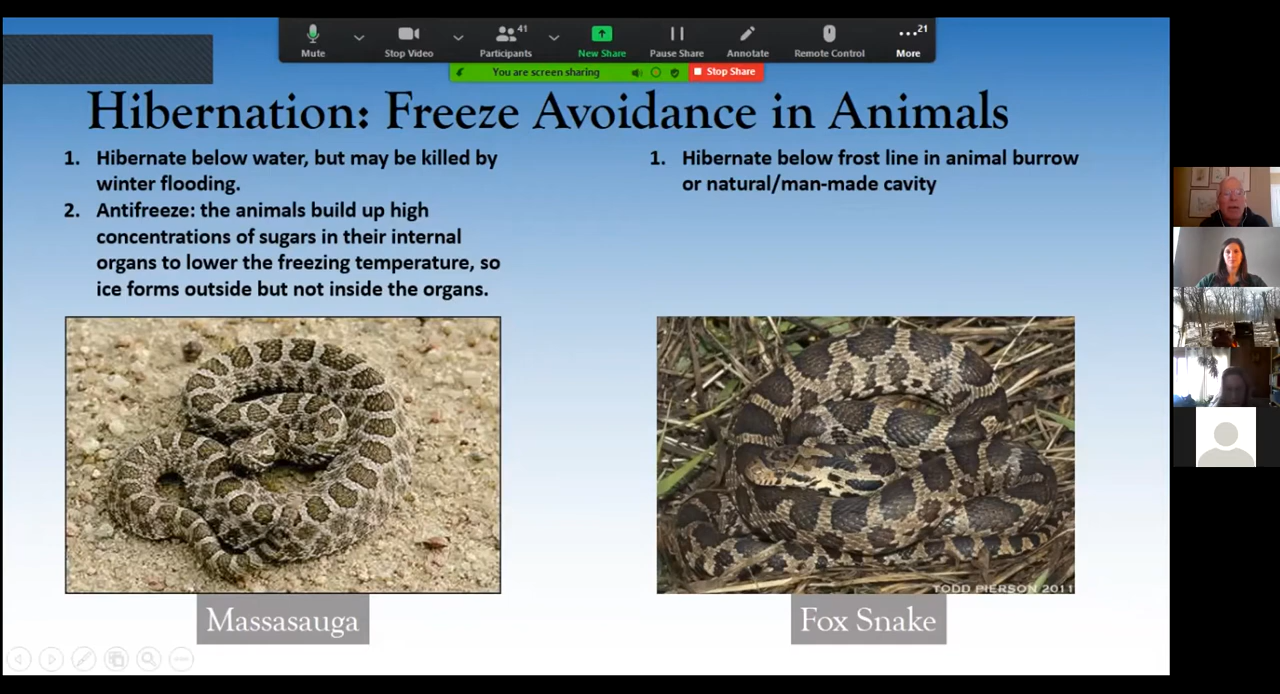 Mute
Stop Video
Participants
41
New Share
Pause Share
Annotate
Remote Control
21
More
You are screen sharing
Stop Share
Hibernation: Freeze Avoidance in Animals
1. Hibernate below water, but may be killed by
winter flooding.
2. Antifreeze: the animals build up high
concentrations of sugars in their internal
organs to lower the freezing temperature, so
ice forms outside but not inside the organs.
1. Hibernate below frost line in animal burrow
or natural/man-made cavity
TODD PIERSON 2011
Massasauga
Fox Snake